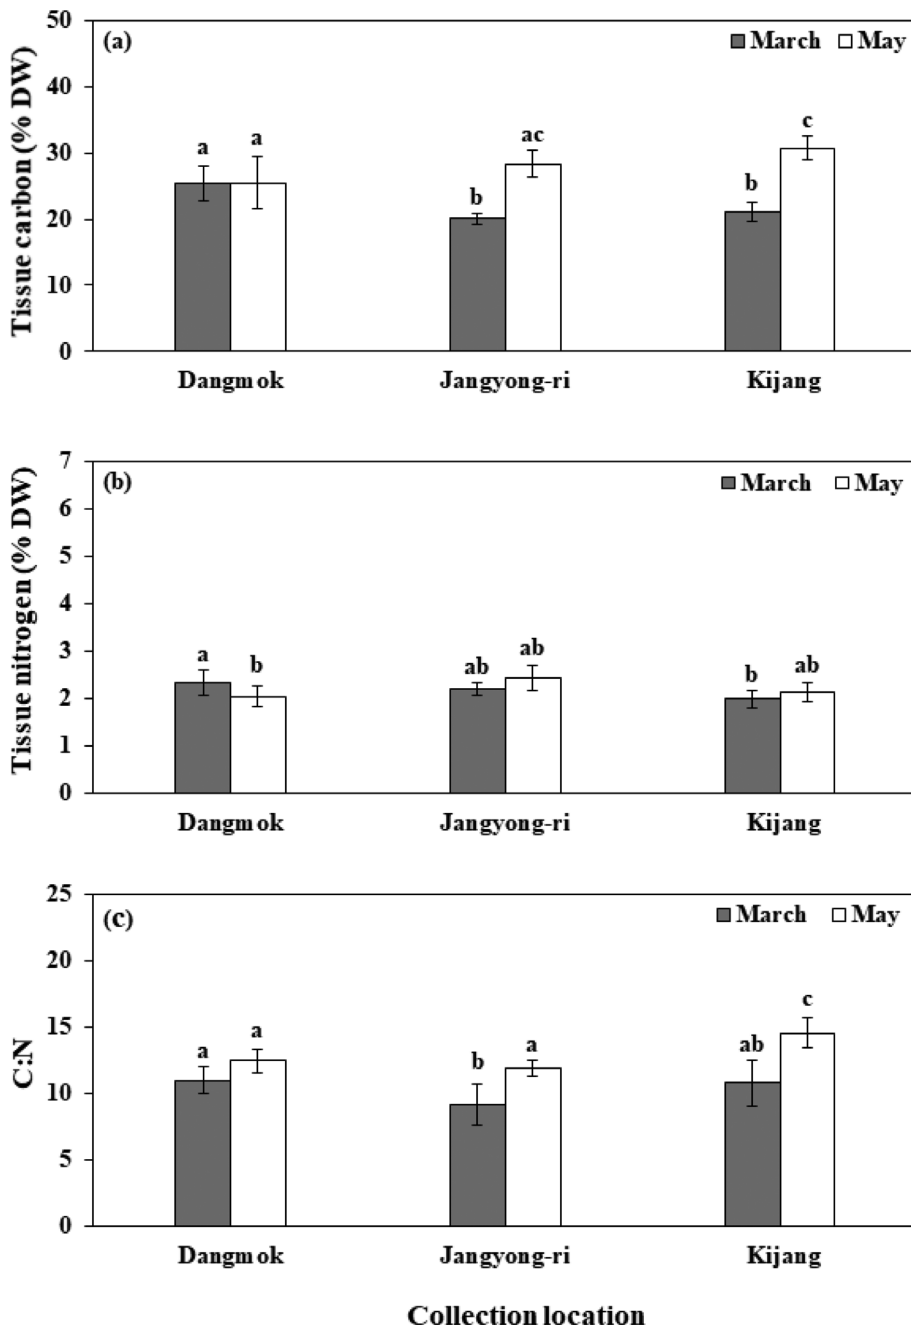 (a)
March May
Tissue carbon (% DW)
50
40
30
20
10
0
a a b ac b c
Dangmok Jangyong-ri Kijang
(b)
March May
Tissue nitrogen (% DW)
7
6
5
4
3
2
1
0
a b ab ab b ab
Dangmok Jangyong-ri Kijang
(c)
March May
C:N
25
20
15
10
5
0
a a b a ab c
Dangmok Jangyong-ri Kijang
Collection location